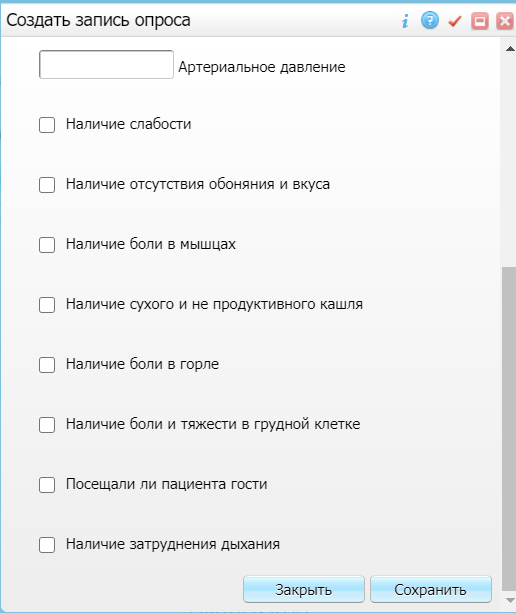 Создать запись опроса
Артериальное давление
Наличие слабости
Наличие отсутствия обоняния и вкуса
Наличие боли в мышцах
Наличие сухого и не продуктивного кашля
Наличие боли в горле
Наличие боли и тяжести в грудной клетке
Посещали ли пациента гости
Наличие затруднения дыхания
Закрыть Сохранить